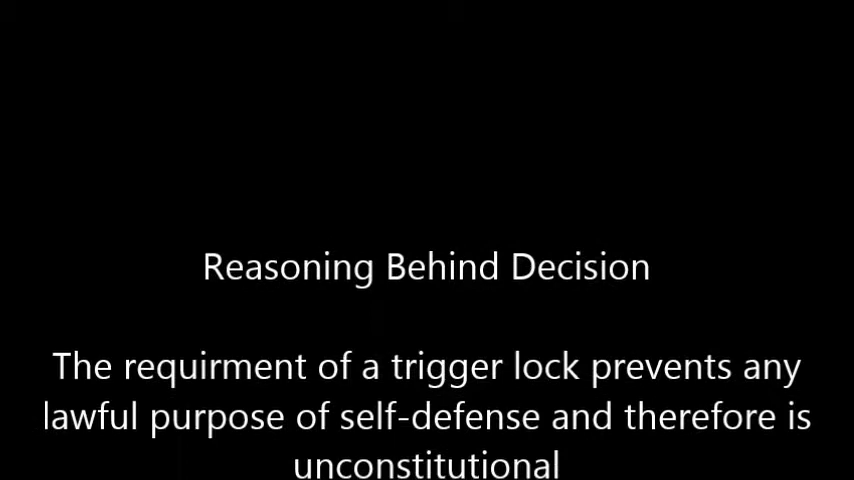 Reasoning Behind Decision
The requirment of a trigger lock prevents any
lawful purpose of self-defense and therefore is
unconstitutional